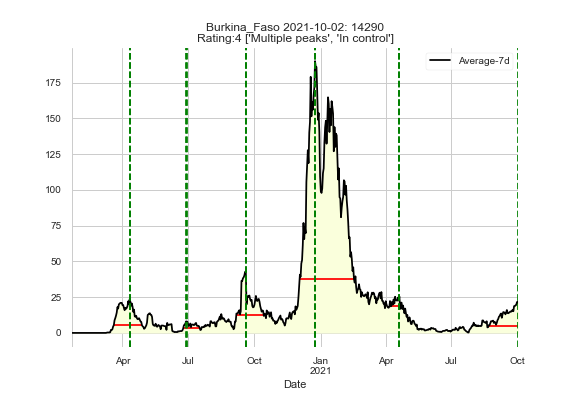 Burkina_Faso 2021-10-02: 14290
Rating:4 ['Multiple peaks', 'In control']
Average-7d
175
150
125
100
75
50
25
0
Apr Jul Oct Jan Apr Jul Oct
2021
Date